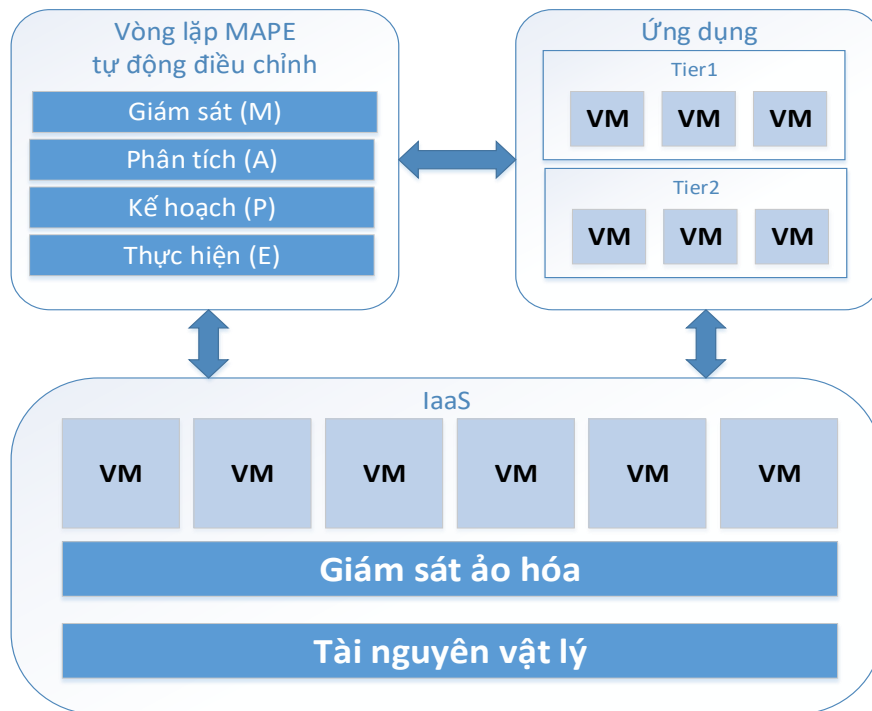 Vòng lặp MAPE
tự động điều chỉnh
Giám sát (M)
Phân tích (A)
Kế hoạch (P)
Thực hiện (E)
Ứng dụng
Tier1
VM VM VM
Tier2
VM VM VM
IaaS
VM VM VM VM VM VM
Giám sát ảo hóa
Tài nguyên vật lý